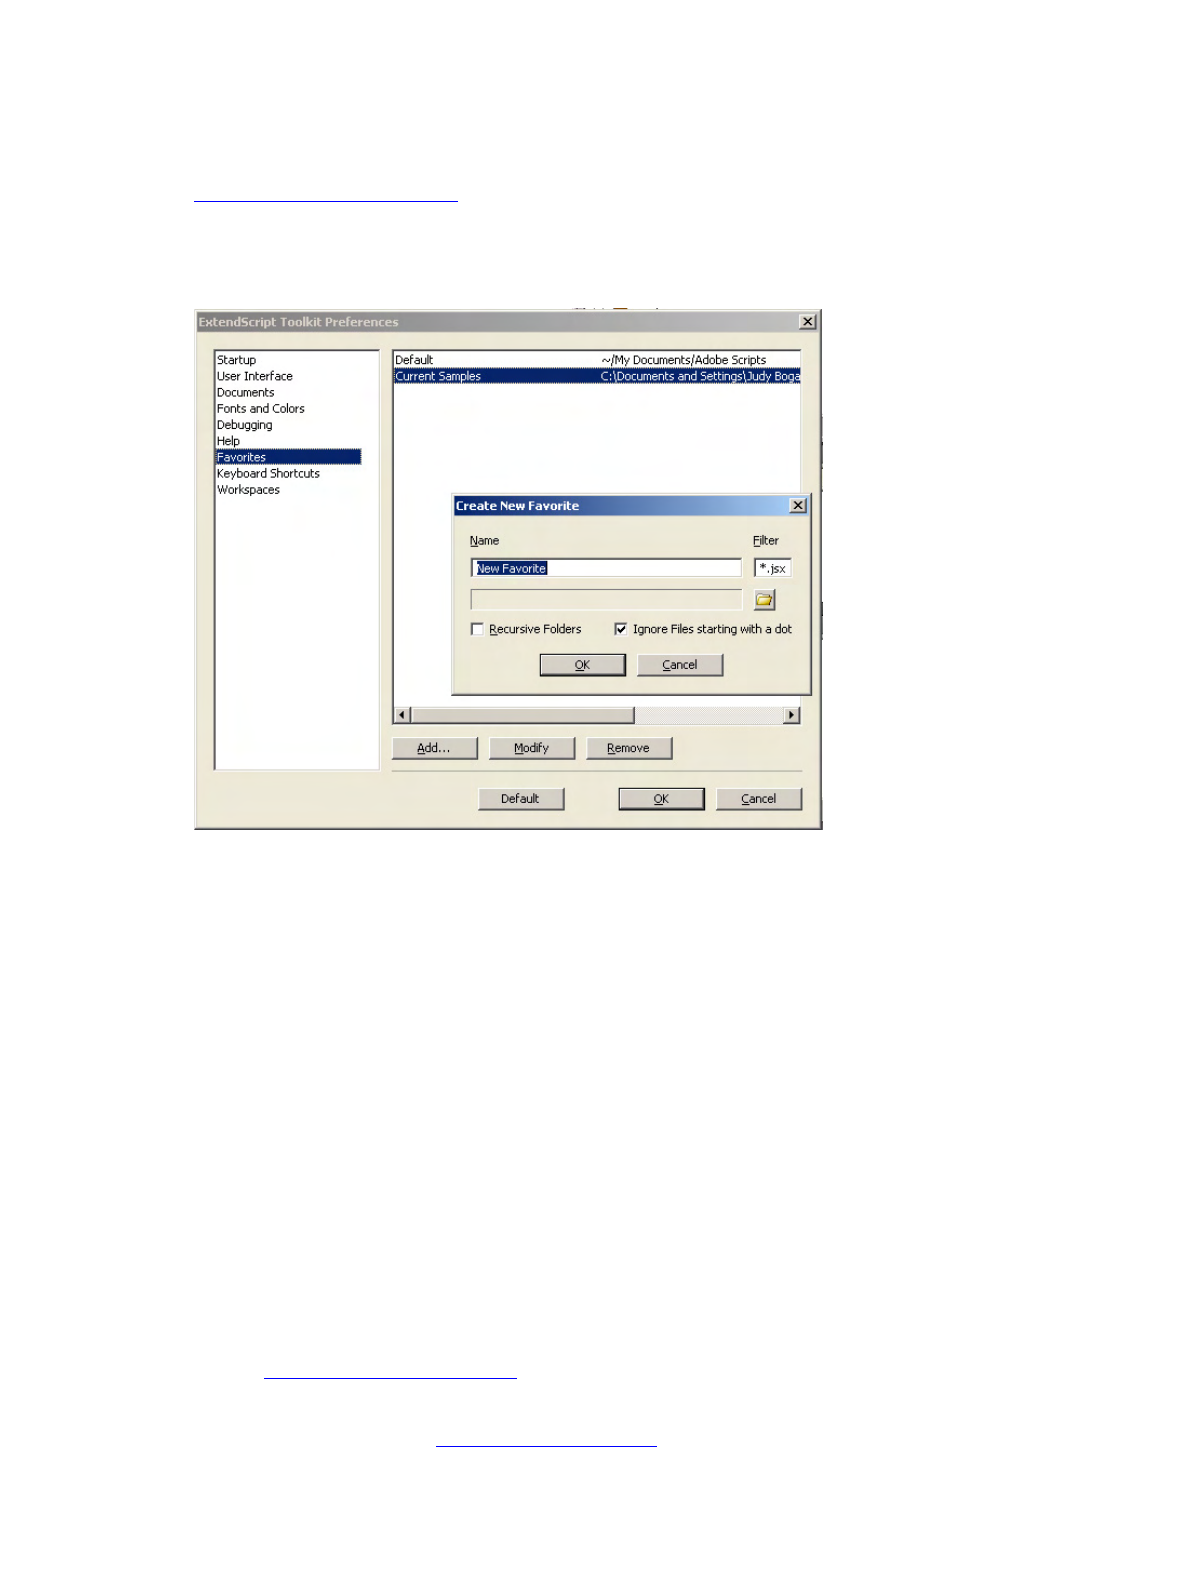 ExtendScript Toolkit Preferences
Startup
User Interface
Documents
Fonts and Colors
Debugging
Help
Favorites
Keyboard Shortcuts
Workspaces
Default ~/My Documents/Adobe Scripts
Current Samples C:\Documents and Settings\Judy Boga
Create New Favorite
Name Filter
New Favorite *.jsx
Recursive Folders Ignore Files starting with a dot
OK Cancel
Add... Modify Remove
Default OK Cancel